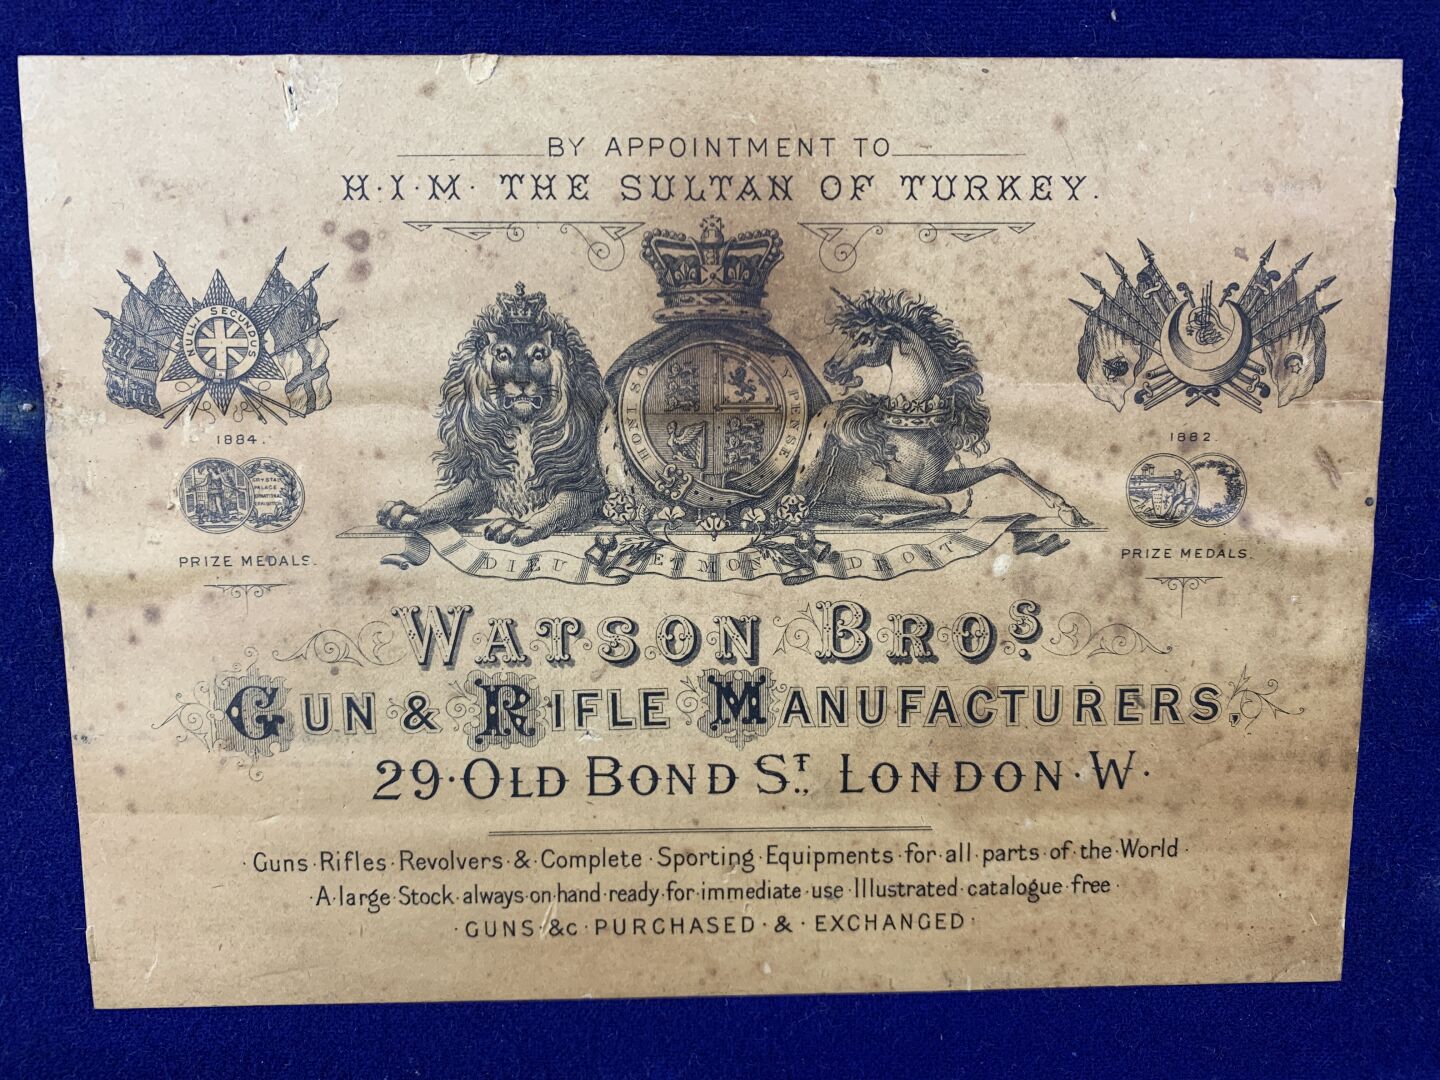 BY APPOINTMENT TO
H·I·M· THE SULTAN OF TURKEY.
NULLI SECUNDUS
HONI SO
Y PENSE
1884.
1882.
CRYSTAL
PALACE
PRIZE MEDALS.
PRIZE MEDALS.
DIEU ET MON DROIT
WATSON BROS.
GUN & RIFLE MANUFACTURERS,
29·OLD BOND ST., LONDON·W·
·Guns·Rifles·Revolvers·&·Complete·Sporting·Equipments·for·all·parts·of·the·World·
·A·large·Stock·always·on·hand·ready·for·immediate·use·Illustrated·catalogue·free·
·GUNS·&c·PURCHASED·&·EXCHANGED·